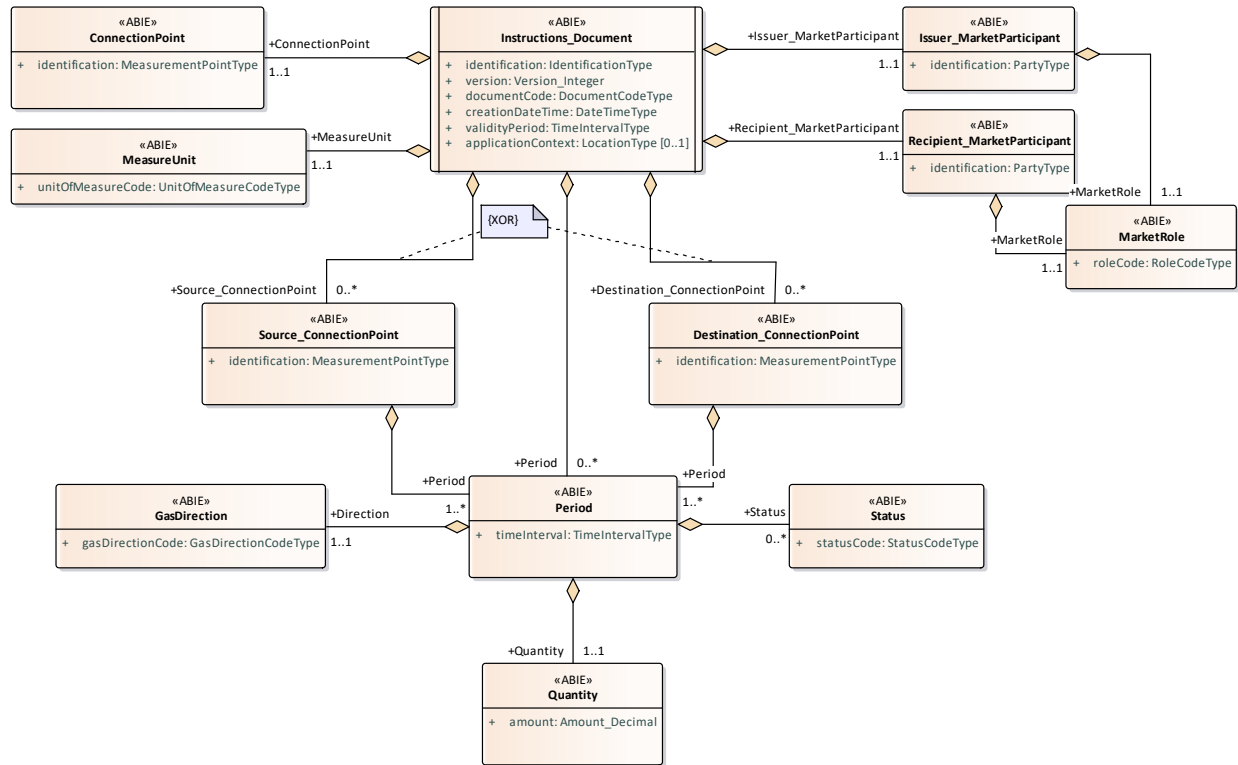 «ABIE»
ConnectionPoint
+ identification: MeasurementPointType
+ConnectionPoint
1..1
«ABIE»
Instructions_Document
+ identification: IdentificationType
+ version: Version_Integer
+ documentCode: DocumentCodeType
+ creationDateTime: DateTimeType
+ validityPeriod: TimeIntervalType
+ applicationContext: LocationType [0..1]
+Issuer_MarketParticipant
1..1
«ABIE»
Issuer_MarketParticipant
+ identification: PartyType
«ABIE»
MeasureUnit
+ unitOfMeasureCode: UnitOfMeasureCodeType
+MeasureUnit
1..1
+Recipient_MarketParticipant
1..1
«ABIE»
Recipient_MarketParticipant
+ identification: PartyType
+MarketRole
1..1
+MarketRole
1..1
«ABIE»
MarketRole
+ roleCode: RoleCodeType
{XOR}
+Source_ConnectionPoint
0..*
+Destination_ConnectionPoint
0..*
«ABIE»
Source_ConnectionPoint
+ identification: MeasurementPointType
«ABIE»
Destination_ConnectionPoint
+ identification: MeasurementPointType
+Period
0..*
+Period
1..*
+Period
1..*
«ABIE»
GasDirection
+ gasDirectionCode: GasDirectionCodeType
+Direction
1..1
«ABIE»
Period
+ timeInterval: TimeIntervalType
+Status
0..*
«ABIE»
Status
+ statusCode: StatusCodeType
+Quantity
1..1
«ABIE»
Quantity
+ amount: Amount_Decimal